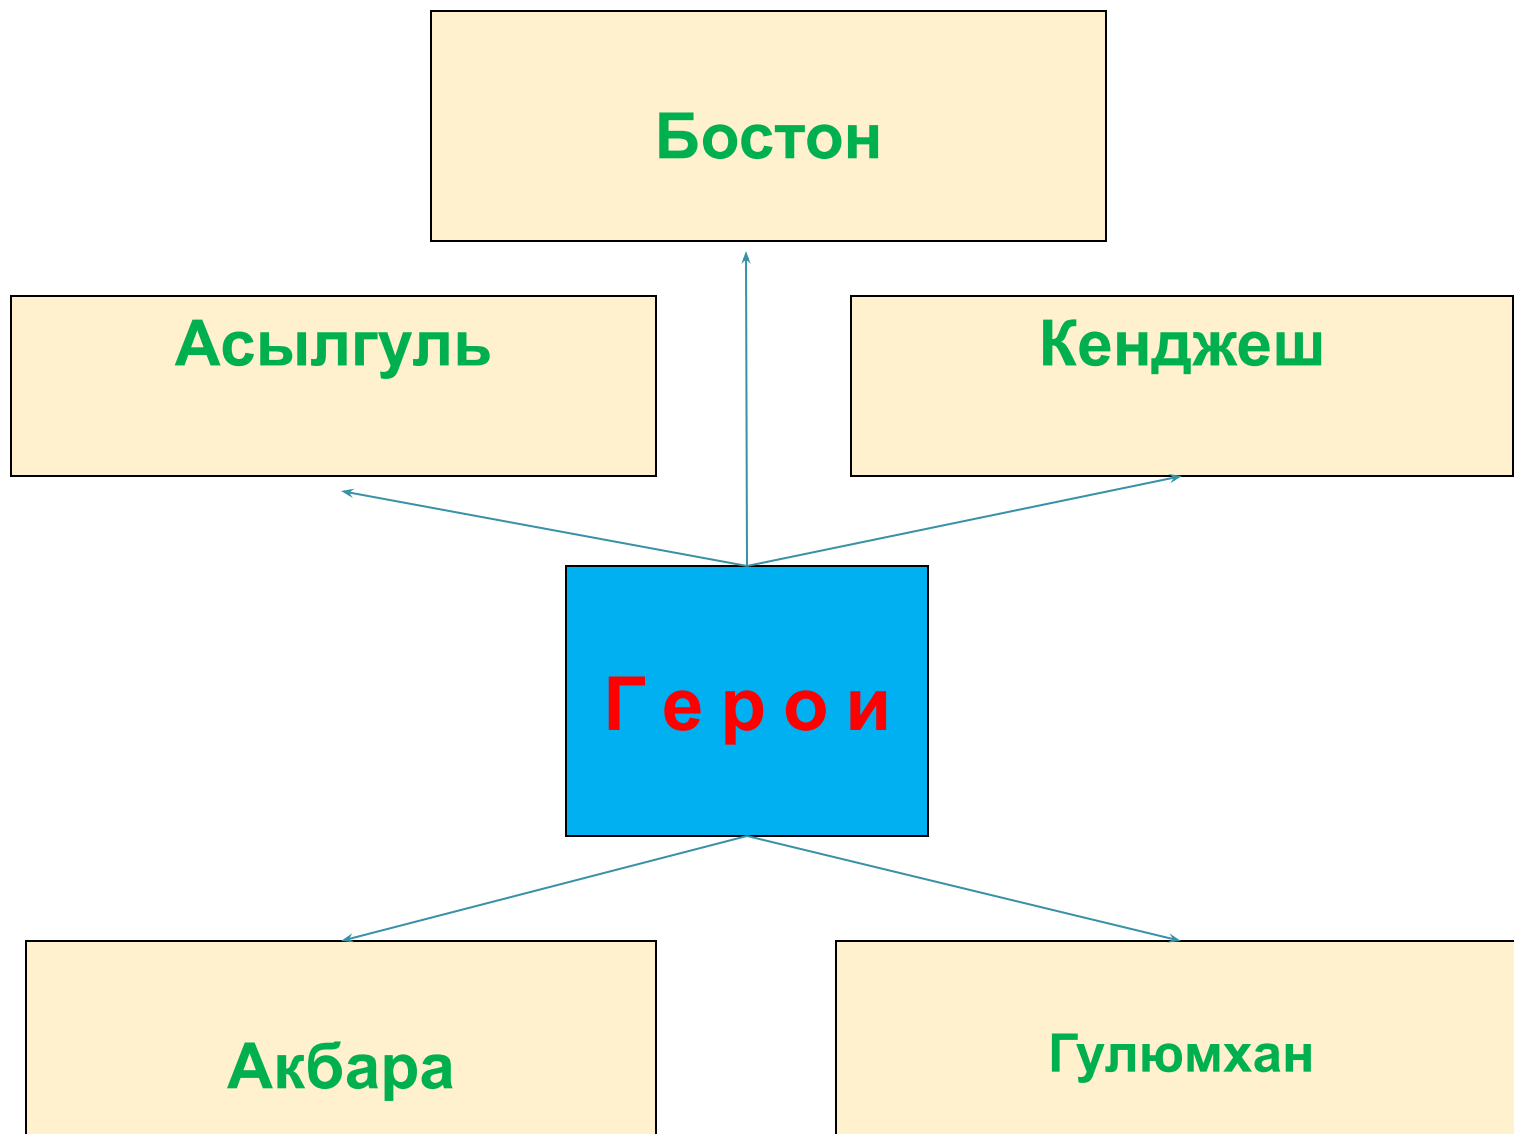 Бостон
Асылгуль
Кенджеш
Г е р о и
Акбара
Гулюмхан